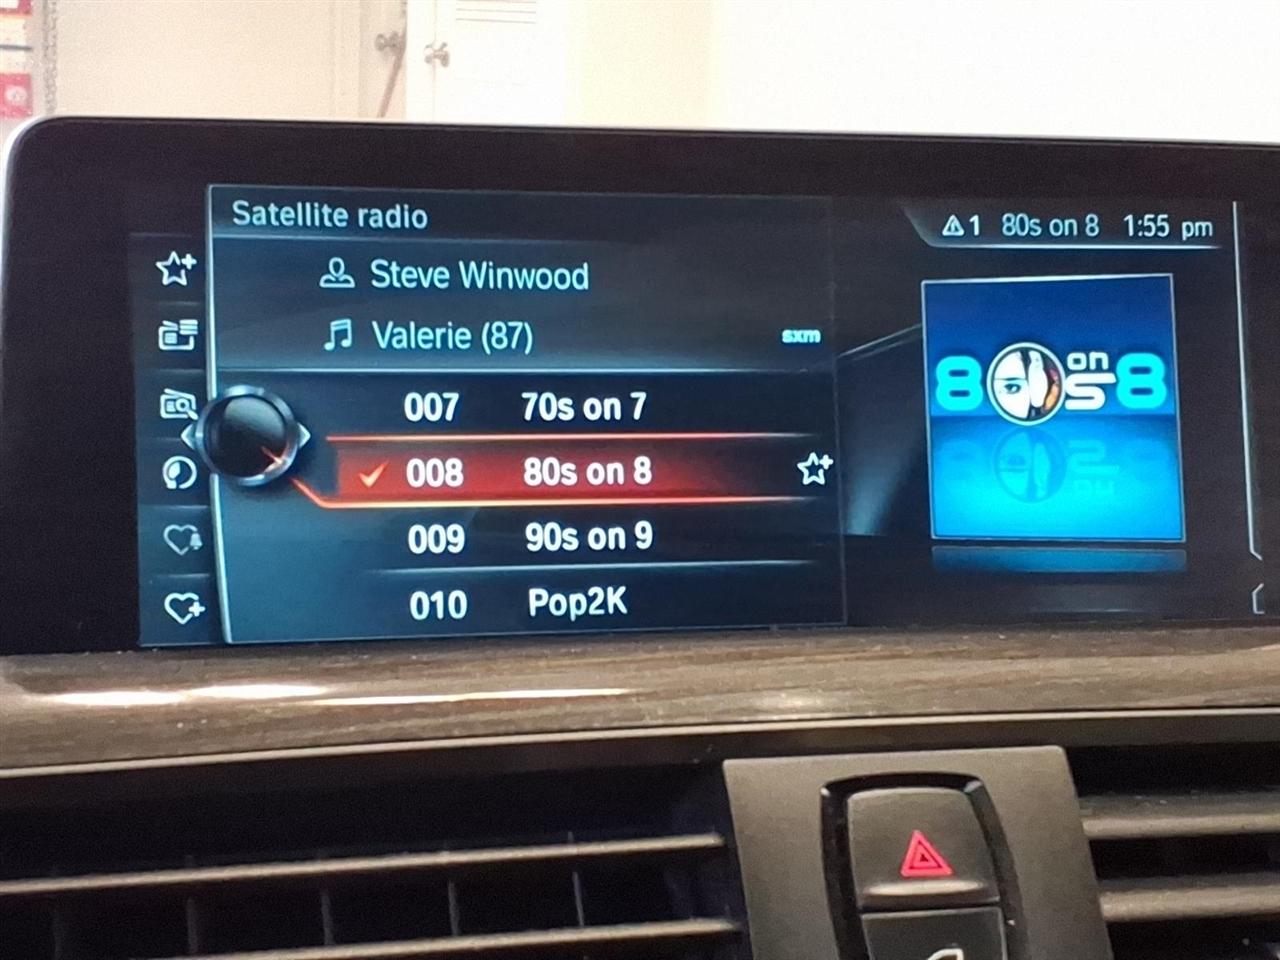 Satellite radio
1 80s on 8 1:55 pm
Steve Winwood
Valerie (87)
sxm
007 70s on 7
008 80s on 8
009 90s on 9
010 Pop2K
80s on 8